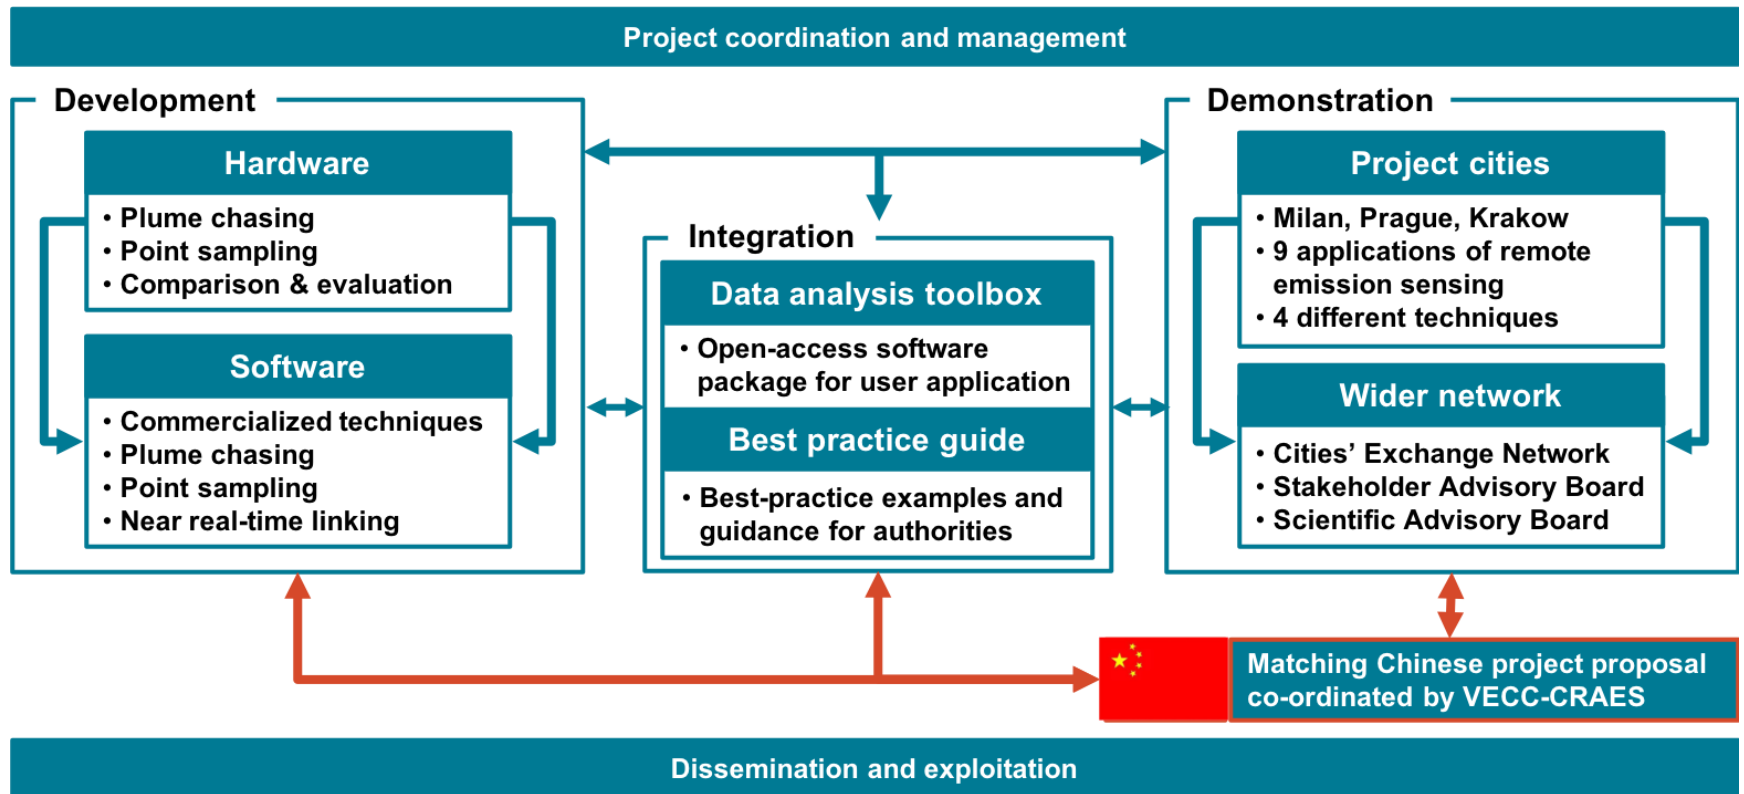 Project coordination and management
Development
Hardware
• Plume chasing
• Point sampling
• Comparison & evaluation
Software
• Commercialized techniques
• Plume chasing
• Point sampling
• Near real-time linking
Integration
Data analysis toolbox
• Open-access software
package for user application
Best practice guide
• Best-practice examples and
guidance for authorities
Demonstration
Project cities
• Milan, Prague, Krakow
• 9 applications of remote
emission sensing
• 4 different techniques
Wider network
• Cities’ Exchange Network
• Stakeholder Advisory Board
• Scientific Advisory Board
Matching Chinese project proposal
co-ordinated by VECC-CRAES
Dissemination and exploitation